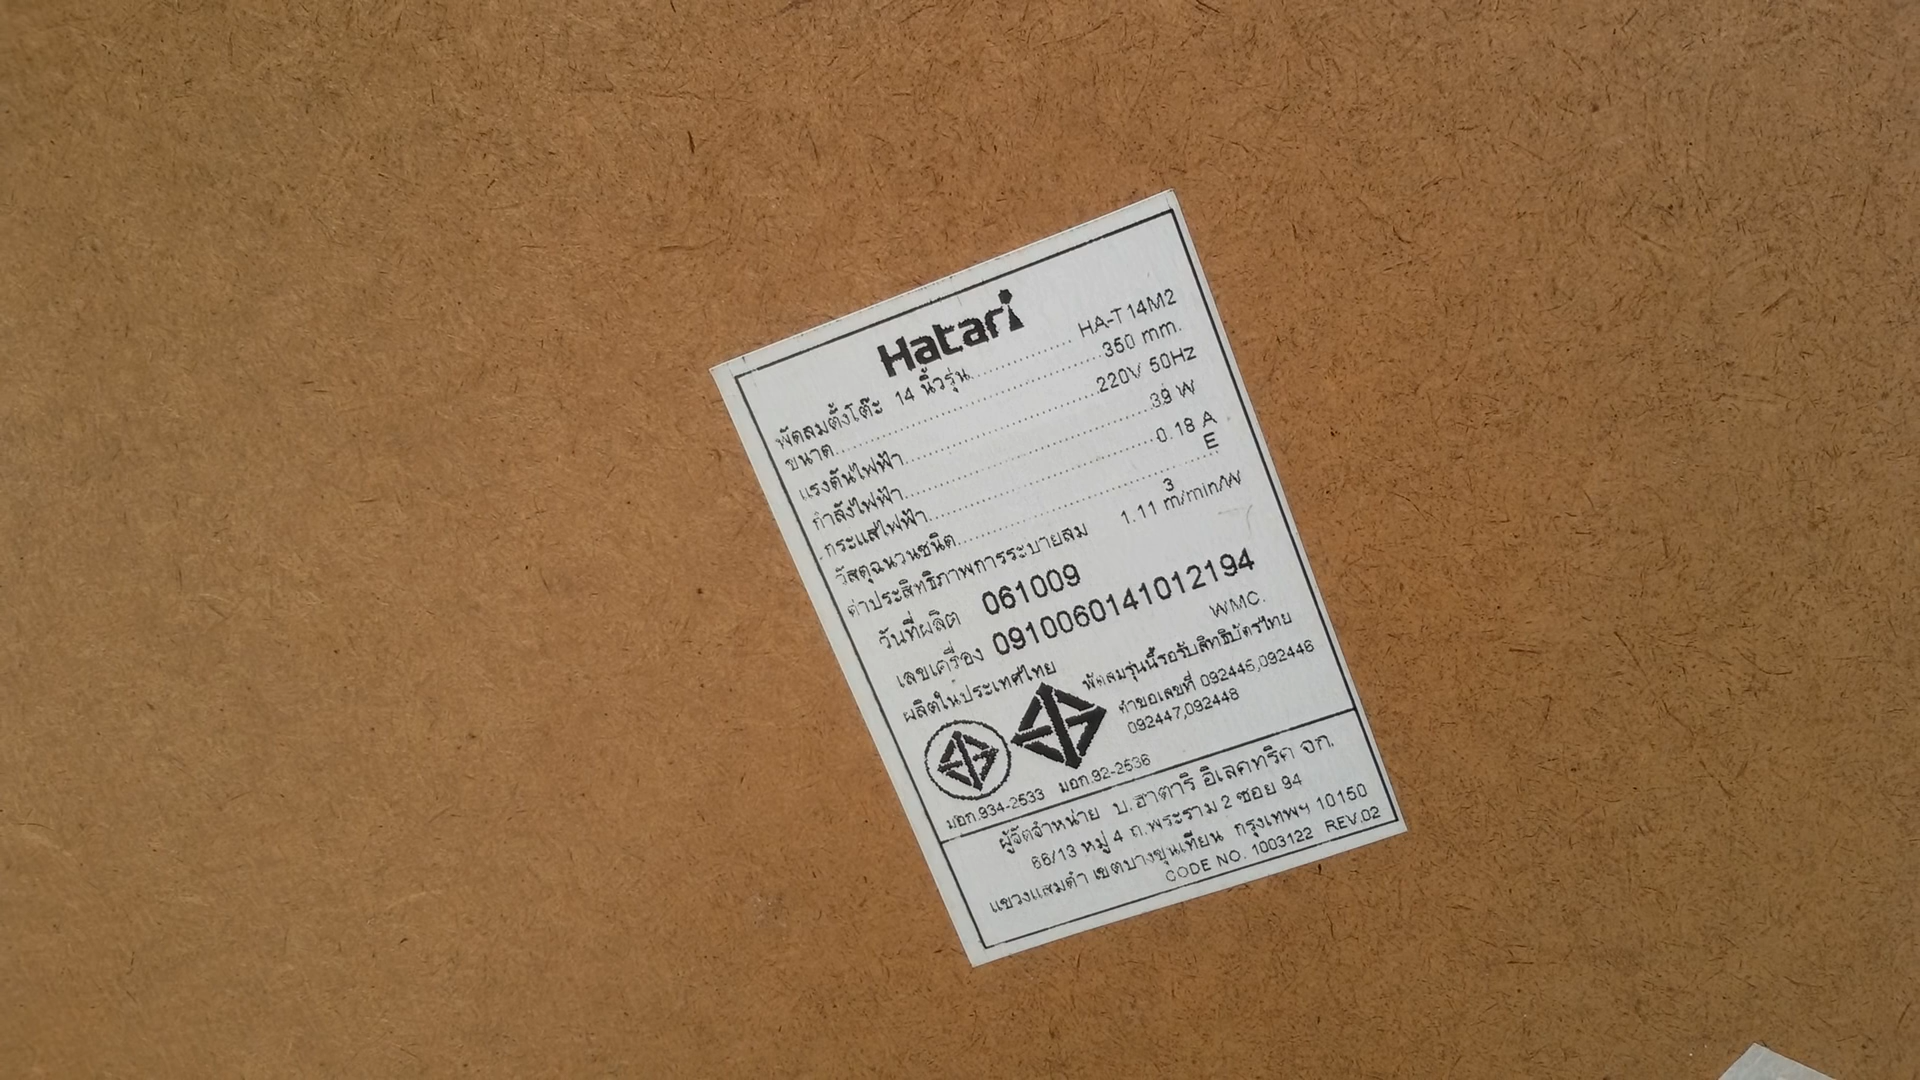 Hatari
พัดลมตั้งโต๊ะ 14 นิ้วรุ่น.................... HA-T14M2
ขนาด........................................350 mm.
แรงดันไฟฟ้า........................................220V 50Hz
กำลังไฟฟ้า........................................39 W
กระแสไฟฟ้า........................................0.18 A
วัสดุฉนวนชนิด........................................E
ค่าประสิทธิภาพการระบายลม 1.11 m³/min/W
วันที่ผลิต 061009
เลขเครื่อง 0910060141012194
WMC.
ผลิตในประเทศไทย
พัดลมรุ่นนี้รอรับสิทธิบัตรไทย
คำขอเลขที่ 092445,092446
092447,092448
มอก.934-2533 มอก.92-2536
ผู้จัดจำหน่าย บ.ฮาตาริ อิเลคทริค จก.
66/13 หมู่ 4 ถ.พระราม 2 ซอย 94
แขวงแสมดำ เขตบางขุนเทียน กรุงเทพฯ 10150
CODE NO. 1003122 REV.02